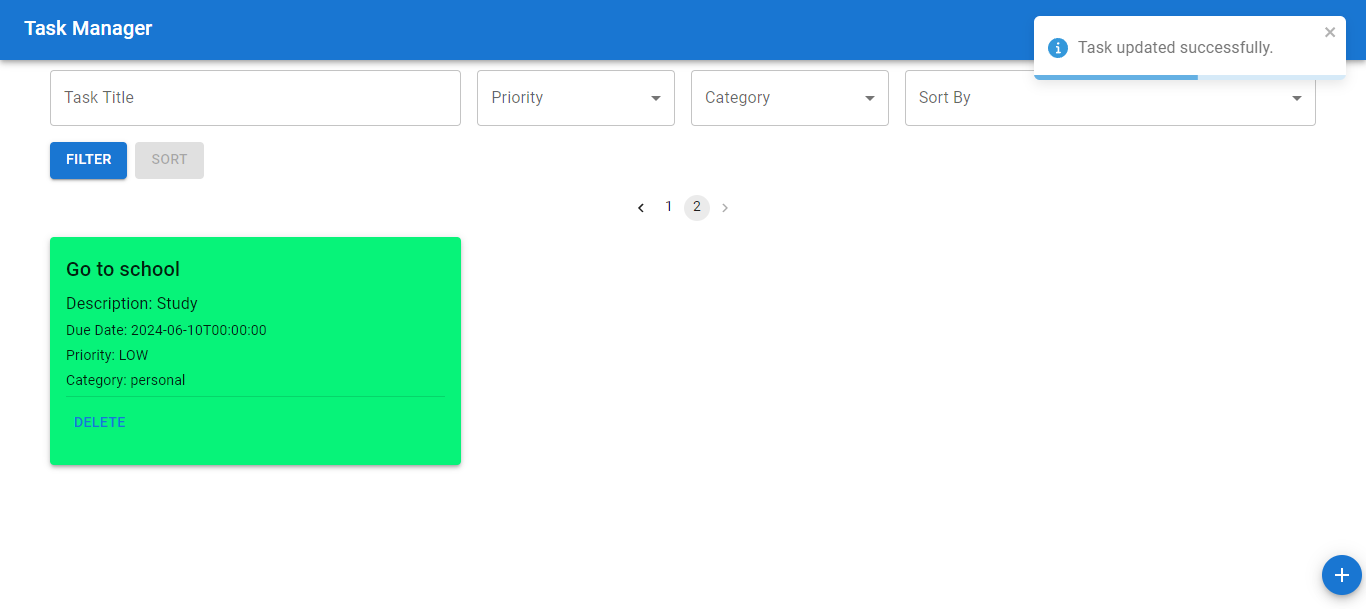 Task Manager
Task updated successfully.
Task Title
Priority
Category
Sort By
FILTER
SORT
1
2
Go to school
Description: Study
Due Date: 2024-06-10T00:00:00
Priority: LOW
Category: personal
DELETE